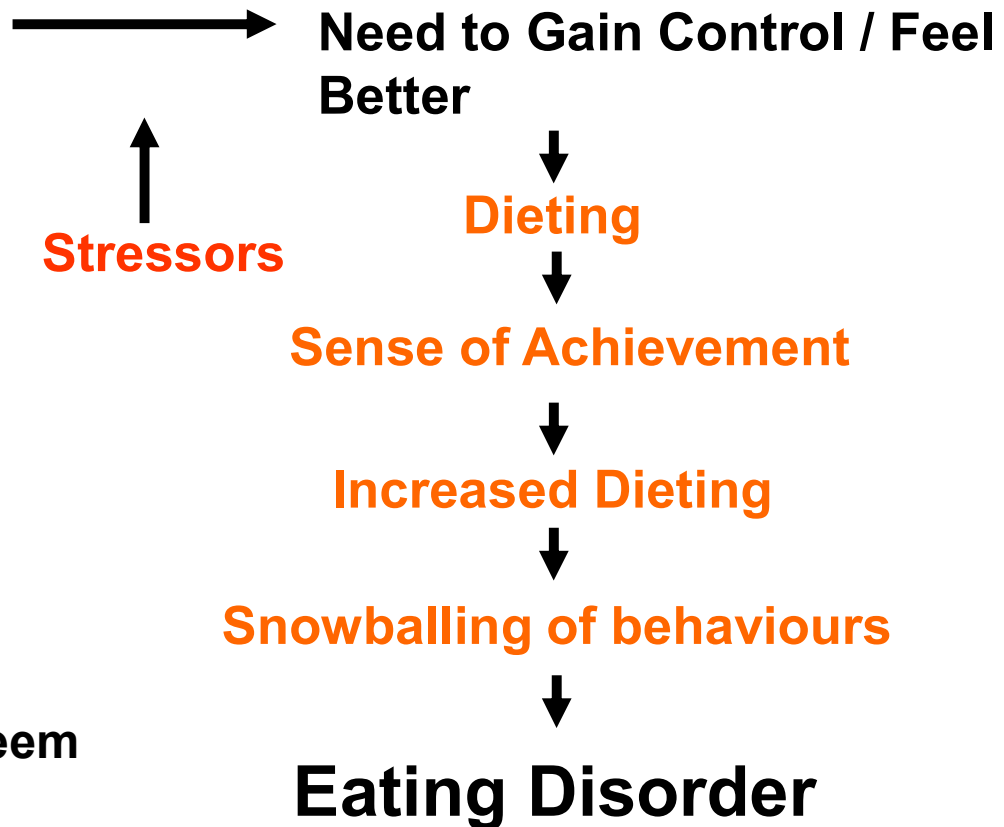 Need to Gain Control / Feel
Better
Dieting
Stressors
Sense of Achievement
Increased Dieting
Snowballing of behaviours
eem
Eating Disorder